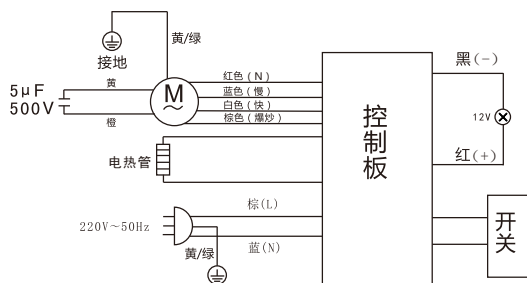 黄/绿
接地
5μF
500V
黄
橙
M
红色（N）
蓝色（慢）
白色（快）
棕色（爆炒）
电热管
220V～50Hz
棕(L)
蓝(N)
黄/绿
控制板
黑(-)
12V
红(+)
开关